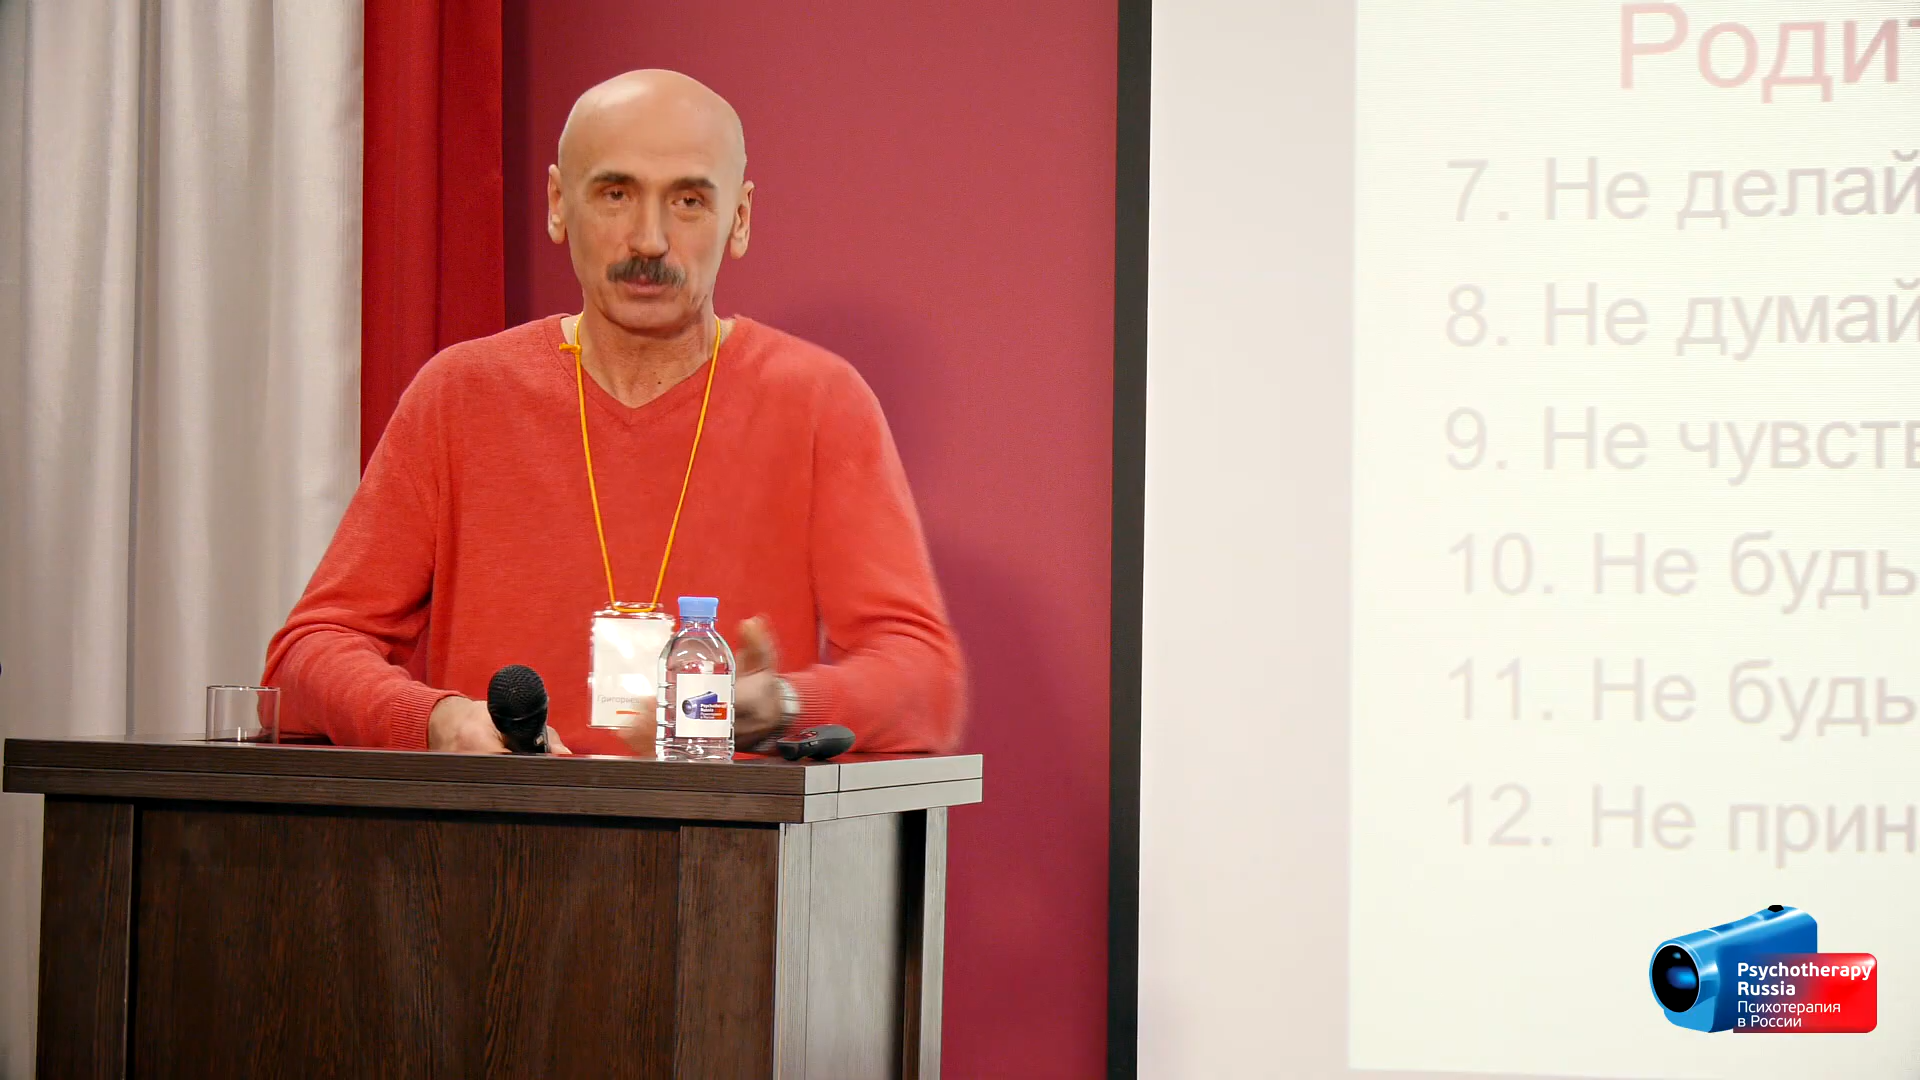 Роди
7. Не делай
8. Не думай
9. Не чувств
10. Не будь
11. Не будь
12. Не прин
Psychotherapy
Russia
Психотерапия
в России